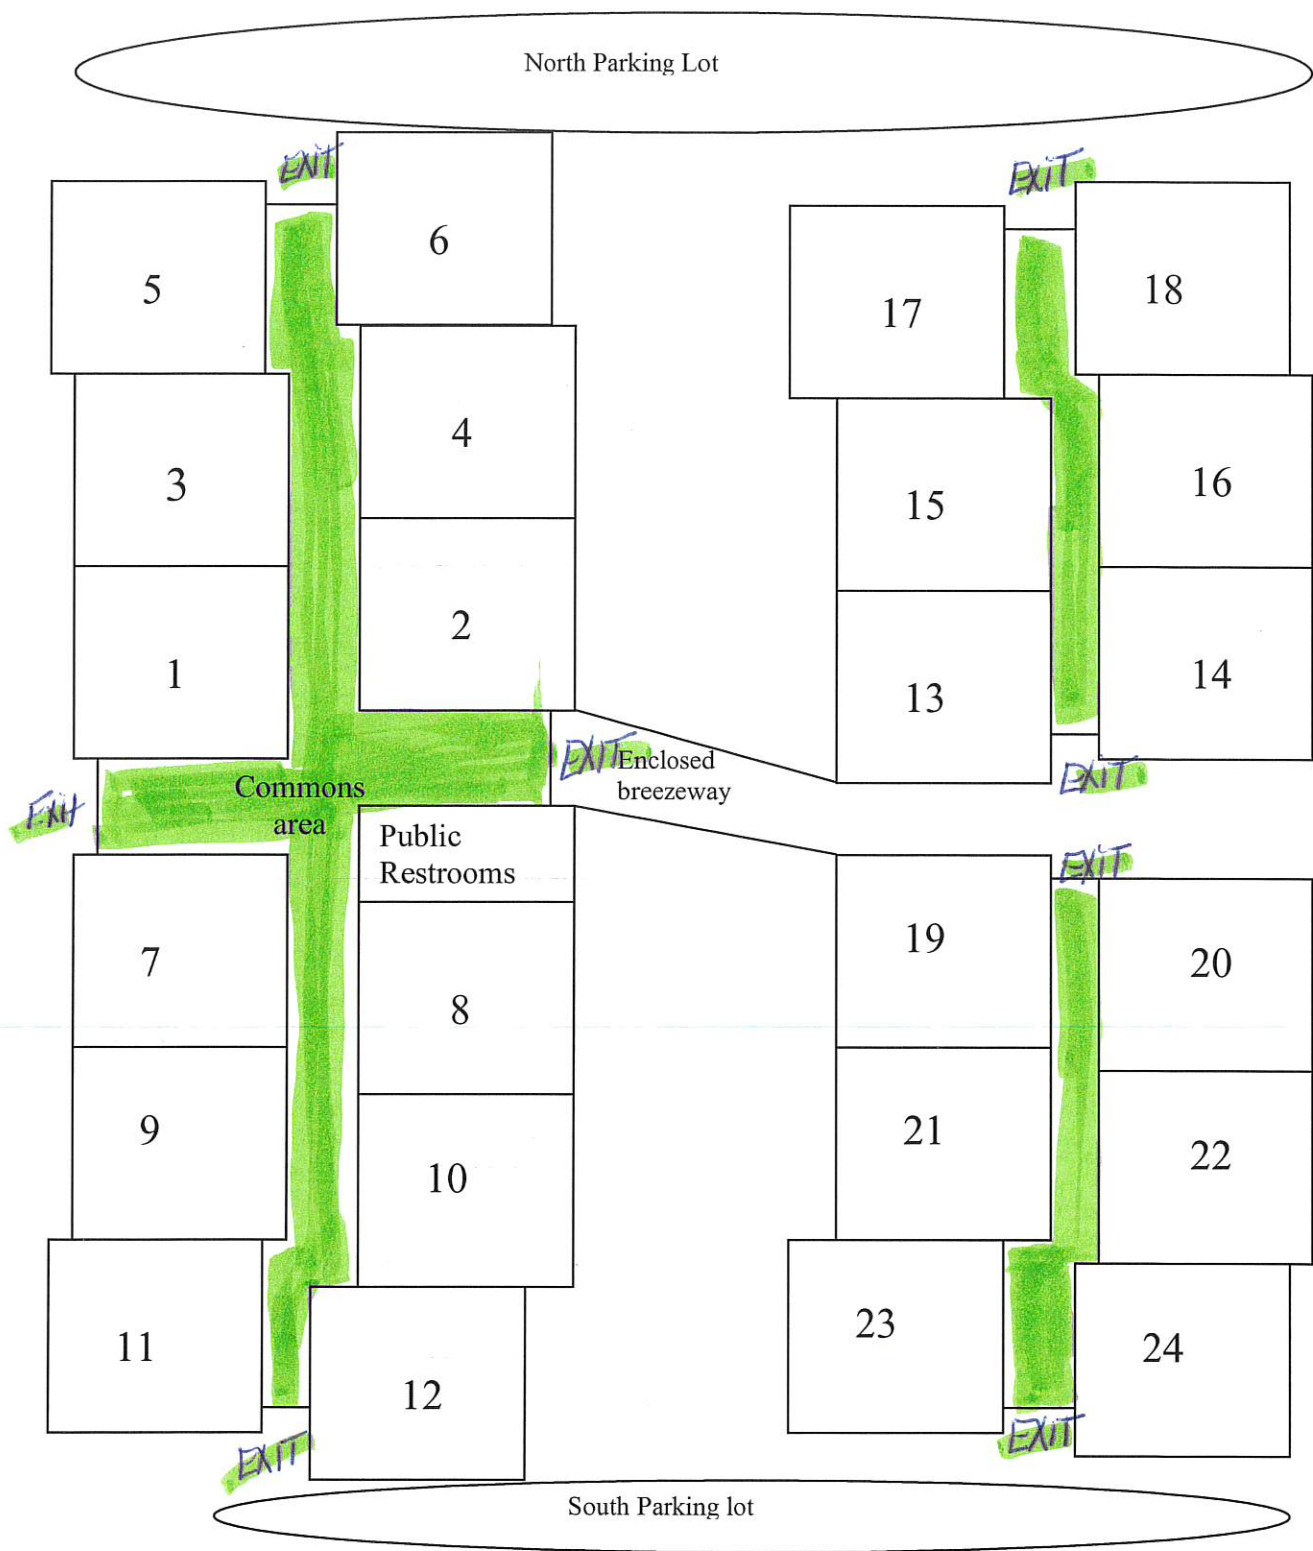 North Parking Lot
EXIT
EXIT
6
5
18
17
4
3
16
15
2
1
14
13
EXIT
Enclosed
breezeway
EXIT
Commons
area
Exit
Public
Restrooms
EXIT
19
7
20
8
9
21
22
10
23
11
24
12
EXIT
EXIT
South Parking lot